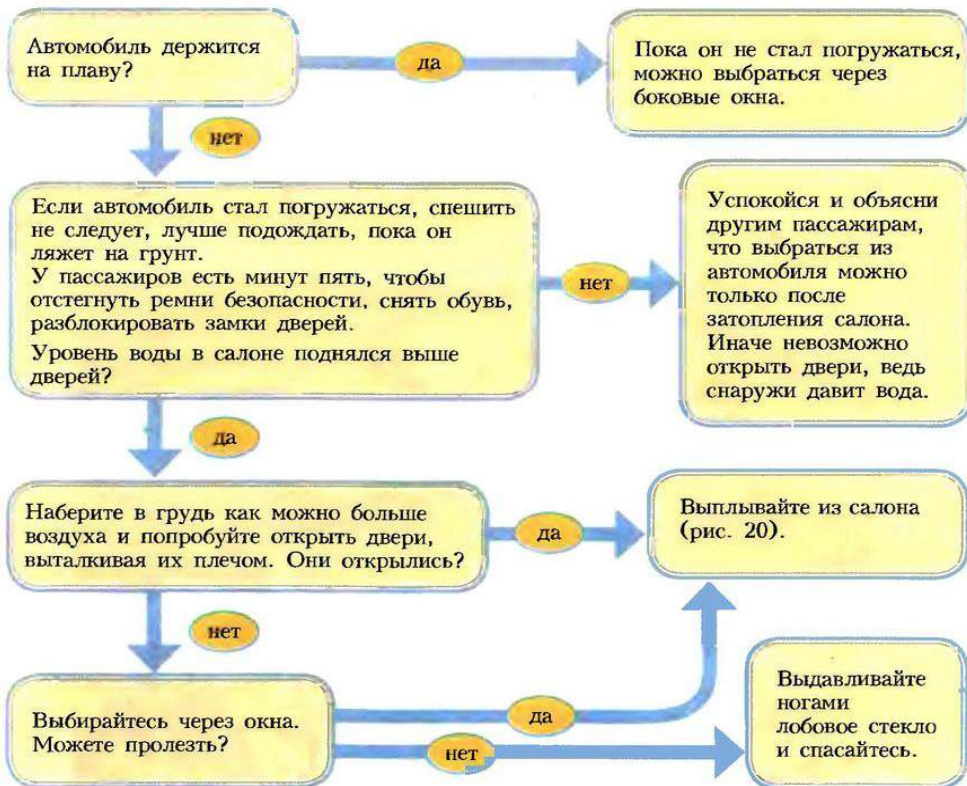 Автомобиль держится
на плаву?
да
Пока он не стал погружаться,
можно выбраться через
боковые окна.
нет
Если автомобиль стал погружаться, спешить
не следует, лучше подождать, пока он
ляжет на грунт.
У пассажиров есть минут пять, чтобы
отстегнуть ремни безопасности, снять обувь,
разблокировать замки дверей.
Уровень воды в салоне поднялся выше
дверей?
нет
Успокойся и объясни
другим пассажирам,
что выбраться из
автомобиля можно
только после
затопления салона.
Иначе невозможно
открыть двери, ведь
снаружи давит вода.
да
Наберите в грудь как можно больше
воздуха и попробуйте открыть двери,
выталкивая их плечом. Они открылись?
да
Выплывайте из салона
(рис. 20).
нет
Выбирайтесь через окна.
Можете пролезть?
да
нет
Выдавливайте
ногами
лобовое стекло
и спасайтесь.